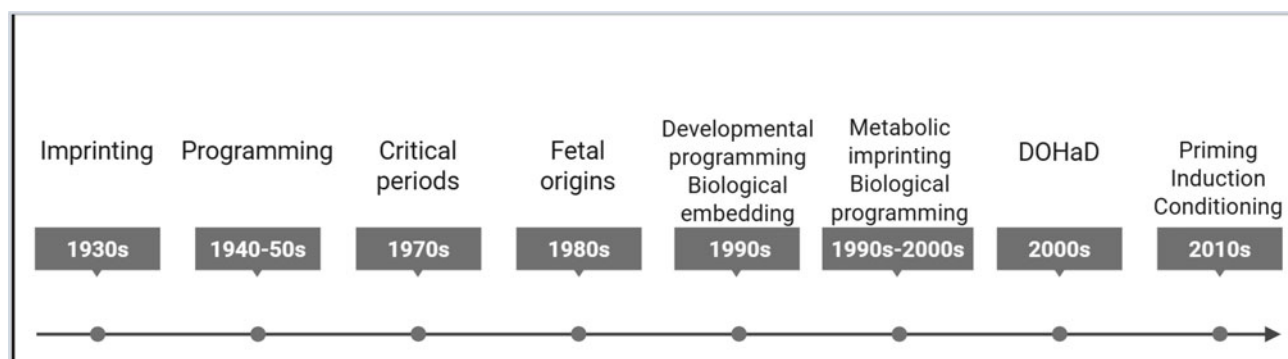 Imprinting
Programming
Critical
periods
Fetal
origins
Developmental
programming
Biological
embedding
Metabolic
imprinting
Biological
programming
DOHaD
Priming
Induction
Conditioning
1930s
1940-50s
1970s
1980s
1990s
1990s-2000s
2000s
2010s